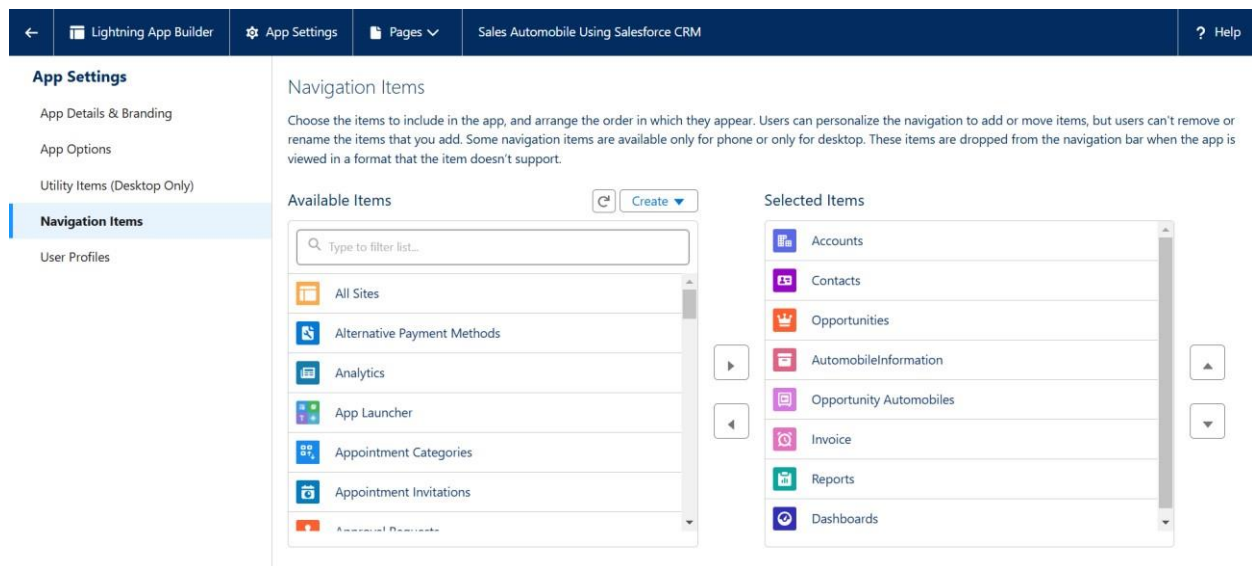 Lightning App Builder
App Settings
Pages
Sales Automobile Using Salesforce CRM
? Help
App Settings
App Details & Branding
App Options
Utility Items (Desktop Only)
Navigation Items
User Profiles
Navigation Items
Choose the items to include in the app, and arrange the order in which they appear. Users can personalize the navigation to add or move items, but users can't remove or
rename the items that you add. Some navigation items are available only for phone or only for desktop. These items are dropped from the navigation bar when the app is
viewed in a format that the item doesn't support.
Available Items
Create
Type to filter list...
All Sites
Alternative Payment Methods
Analytics
App Launcher
Appointment Categories
Appointment Invitations
Approval Requests
Selected Items
Accounts
Contacts
Opportunities
AutomobileInformation
Opportunity Automobiles
Invoice
Reports
Dashboards